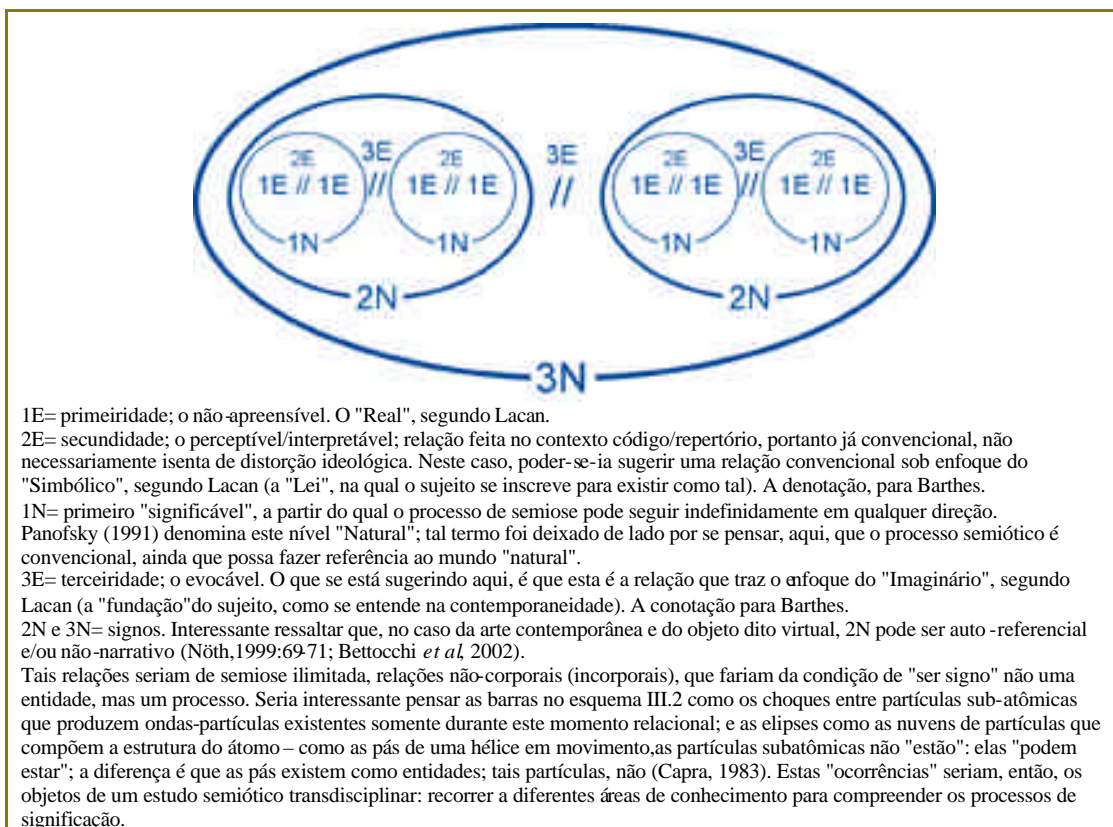 3E
2E 3E 2E 2E 3E 2E
1E // 1E // 1E // 1E // 1E // 1E // 1E // 1E
1N 1N 1N 1N
2N 2N
3N
1E= primeiridade; o não-apreensível. O "Real", segundo Lacan.
2E= secundidade; o perceptível/interpretável; relação feita no contexto código/repertório, portanto já convencional, não
necessariamente isenta de distorção ideológica. Neste caso, poder-se-ia sugerir uma relação convencional sob enfoque do
"Simbólico", segundo Lacan (a "Lei", na qual o sujeito se inscreve para existir como tal). A denotação, para Barthes.
1N= primeiro "significável", a partir do qual o processo de semiose pode seguir indefinidamente em qualquer direção.
Panofsky (1991) denomina este nível "Natural"; tal termo foi deixado de lado por se pensar, aqui, que o processo semiótico é
convencional, ainda que possa fazer referência ao mundo "natural".
3E= terceiridade; o evocável. O que se está sugerindo aqui, é que esta é a relação que traz o enfoque do "Imaginário", segundo
Lacan (a "fundação"do sujeito, como se entende na contemporaneidade). A conotação para Barthes.
2N e 3N= signos. Interessante ressaltar que, no caso da arte contemporânea e do objeto dito virtual, 2N pode ser auto-referencial
e/ou não-narrativo (Nöth,1999:69-71; Bettocchi et al, 2002).
Tais relações seriam de semiose ilimitada, relações não-corporais (incorporais), que fariam da condição de "ser signo" não uma
entidade, mas um processo. Seria interessante pensar as barras no esquema III.2 como os choques entre partículas sub-atômicas
que produzem ondas-partículas existentes somente durante este momento relacional; e as elipses como as nuvens de partículas que
compõem a estrutura do átomo – como as pás de uma hélice em movimento,as partículas subatômicas não "estão": elas "podem
estar"; a diferença é que as pás existem como entidades; tais partículas, não (Capra, 1983). Estas "ocorrências" seriam, então, os
objetos de um estudo semiótico transdisciplinar: recorrer a diferentes áreas de conhecimento para compreender os processos de
significação.